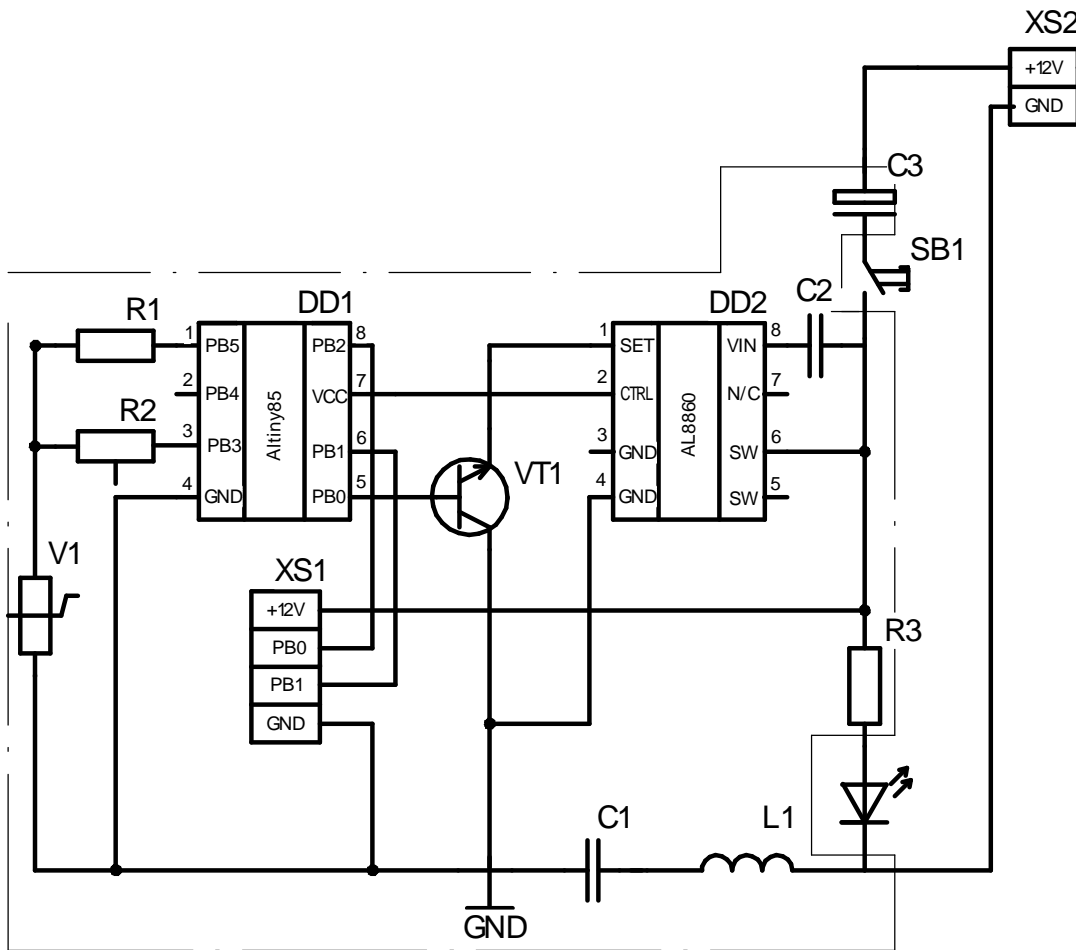 XS2
+12V
GND
C3
SB1
C2
R1
DD1
DD2
1
PB5
PB2
8
1
SET
VIN
8
2
PB4
Altiny85
VCC
7
2
CTRL
AL8860
N/C
7
R2
3
PB3
PB1
6
3
GND
SW
6
4
GND
PB0
5
VT1
4
GND
SW
5
V1
XS1
+12V
PB0
PB1
GND
R3
C1
L1
GND